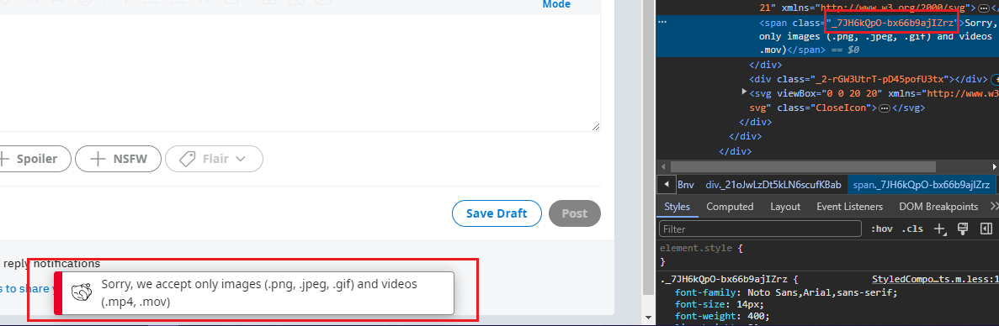 Mode
Spoiler
NSFW
Flair
Save Draft
Post
reply notifications
s to share y
Sorry, we accept only images (.png, .jpeg, .gif) and videos
(.mp4, .mov)
21" xmlns="http://www.w3.org/2000/svg">…</svg>
<span class="_7JH6kQpO-bx66b9ajIZrz">Sorry,
only images (.png, .jpeg, .gif) and videos
.mov)</span> == $0
</div>
<div class="_2-rGW3UtrT-pD45pofU3tx"></div>
<svg viewBox="0 0 20 20" xmlns="http://www.w3
svg" class="CloseIcon">…</svg>
</div>
</div>
</div>
Bnv div._21oJwLzDt5kLN6scufKBab span._7JH6kQpO-bx66b9ajIZrz
Styles Computed Layout Event Listeners DOM Breakpoints
Filter :hov .cls
element.style {
}
._7JH6kQpO-bx66b9ajIZrz { StyledCompo…ts.m.less:1
font-family: Noto Sans,Arial,sans-serif;
font-size: 14px;
font-weight: 400;